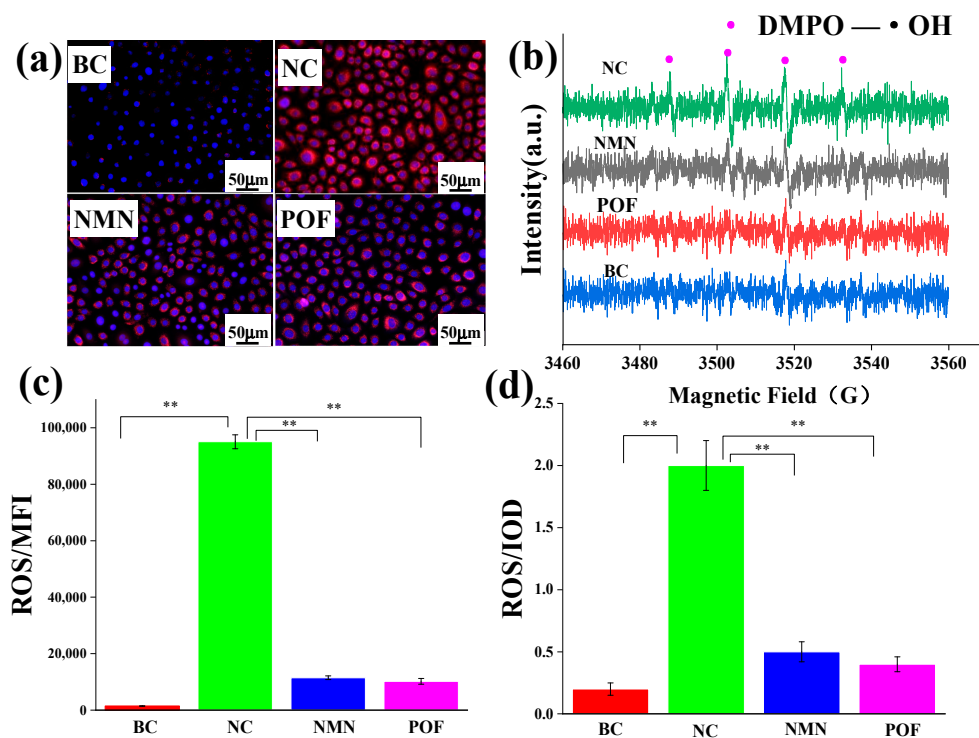 (a)
BC
50μm
NC
50μm
NMN
50μm
POF
50μm
(b)
DMPO — • OH
NC
NMN
POF
BC
Intensity(a.u.)
3460 3480 3500 3520 3540 3560
Magnetic Field（G）
(c)
** ** **
100,000
80,000
60,000
40,000
20,000
0
ROS/MFI
BC NC NMN POF
(d)
** ** **
2.5
2.0
1.5
1.0
0.5
0.0
ROS/IOD
BC NC NMN POF